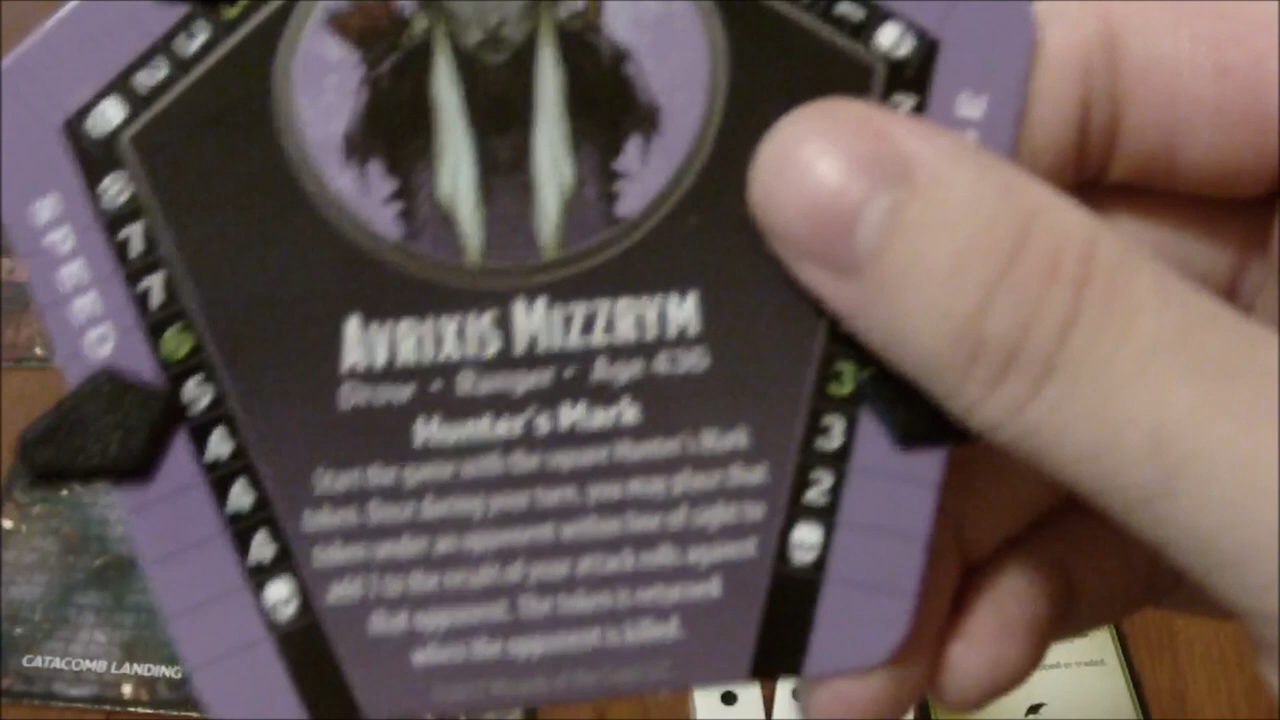 SPEED
8
7
7
6
5
4
4
4
AVRIXIS MIZZRYM
Drow · Ranger · Age 436
Hunter's Mark
Start the game with the square Hunter's Mark
token. Once during your turn, you may place that
token under an opponent within line of sight to
add 1 to the result of your attack rolls against
that opponent. The token is returned
when the opponent is killed.
3
3
2
CATACOMB LANDING